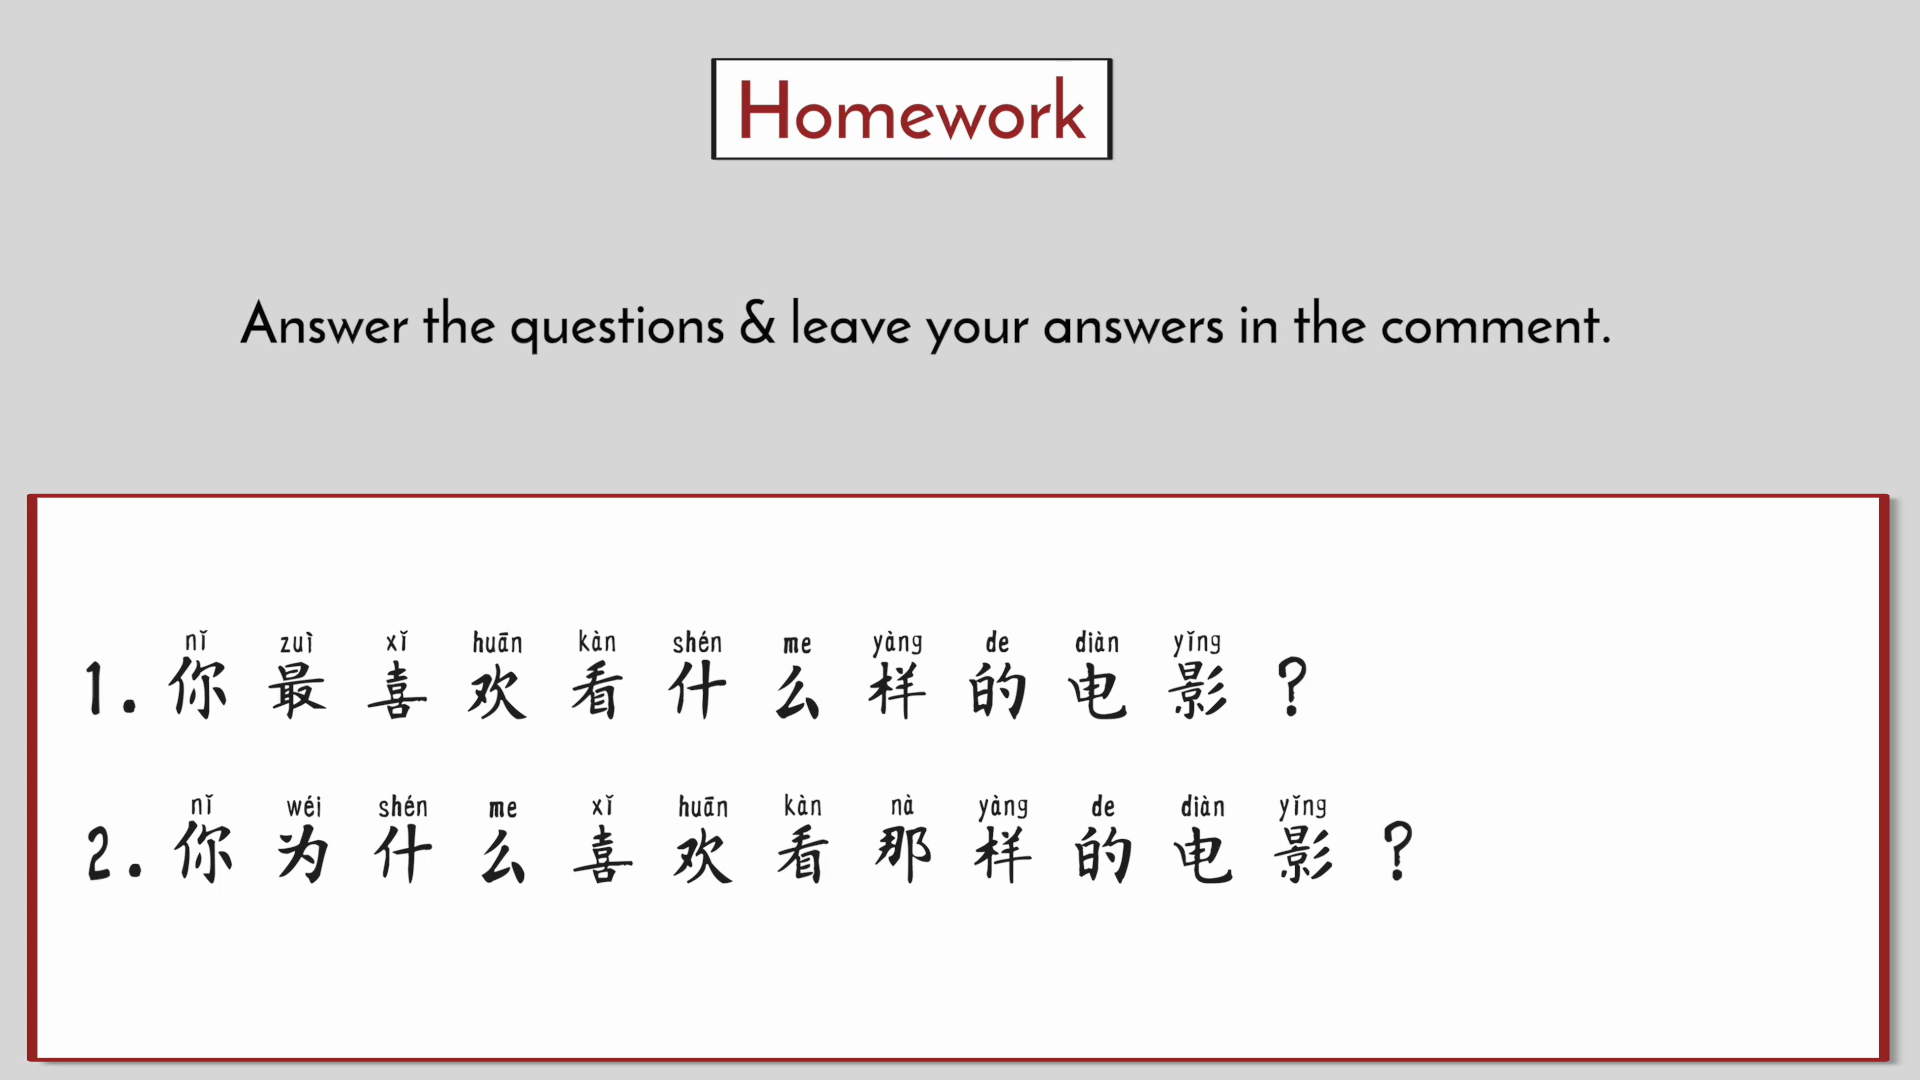 Homework
Answer the questions & leave your answers in the comment.
nǐ zuì xǐ huān kàn shén me yàng de diàn yǐng
1. 你最喜欢看什么样的电影?
nǐ wéi shén me xǐ huān kàn nà yàng de diàn yǐng
2. 你为什么喜欢看那样的电影?